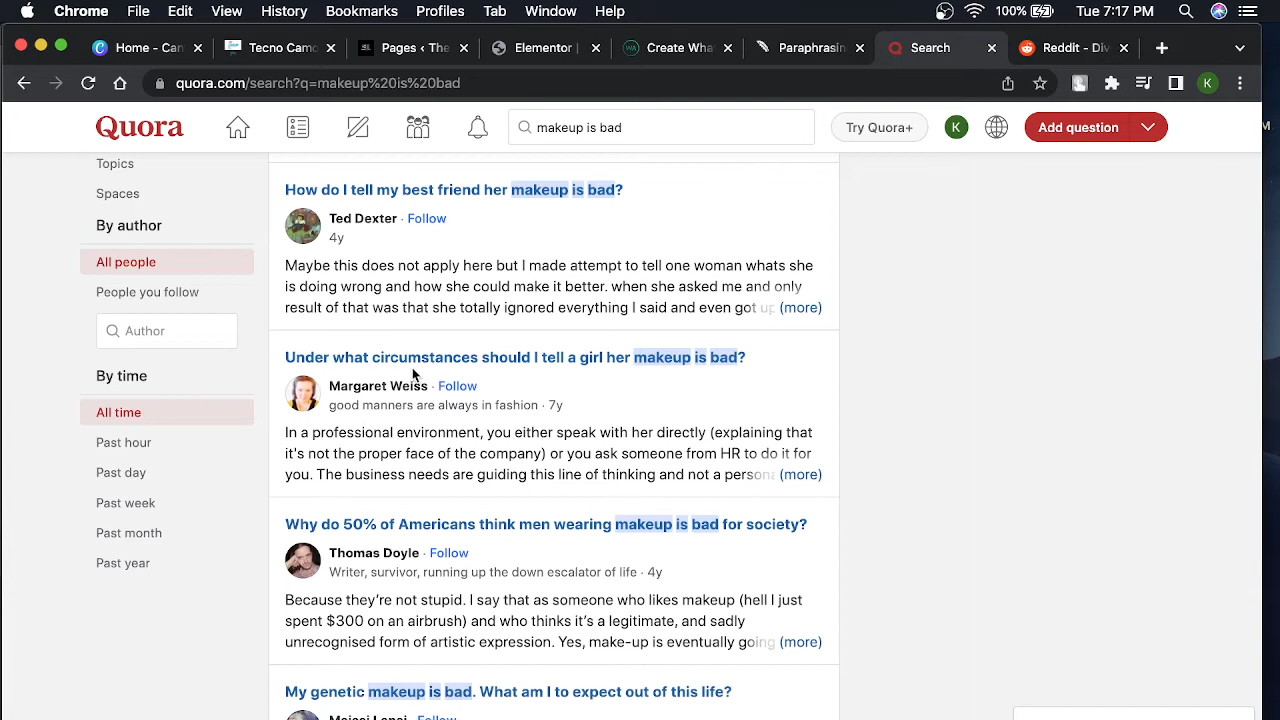 Chrome File Edit View History Bookmarks Profiles Tab Window Help 100% Tue 7:17 PM
Home - Can Tecno Camo Pages < The Elementor | Create Wha Paraphrasin Search Reddit - Div
quora.com/search?q=makeup%20is%20bad K
Quora makeup is bad Try Quora+ K Add question
Topics
Spaces
By author
All people
People you follow
Author
By time
All time
Past hour
Past day
Past week
Past month
Past year
How do I tell my best friend her makeup is bad?
Ted Dexter · Follow
4y
Maybe this does not apply here but I made attempt to tell one woman whats she
is doing wrong and how she could make it better. when she asked me and only
result of that was that she totally ignored everything I said and even got up (more)
Under what circumstances should I tell a girl her makeup is bad?
Margaret Weiss · Follow
good manners are always in fashion · 7y
In a professional environment, you either speak with her directly (explaining that
it's not the proper face of the company) or you ask someone from HR to do it for
you. The business needs are guiding this line of thinking and not a persona (more)
Why do 50% of Americans think men wearing makeup is bad for society?
Thomas Doyle · Follow
Writer, survivor, running up the down escalator of life · 4y
Because they're not stupid. I say that as someone who likes makeup (hell I just
spent $300 on an airbrush) and who thinks it's a legitimate, and sadly
unrecognised form of artistic expression. Yes, make-up is eventually going (more)
My genetic makeup is bad. What am I to expect out of this life?
Follow